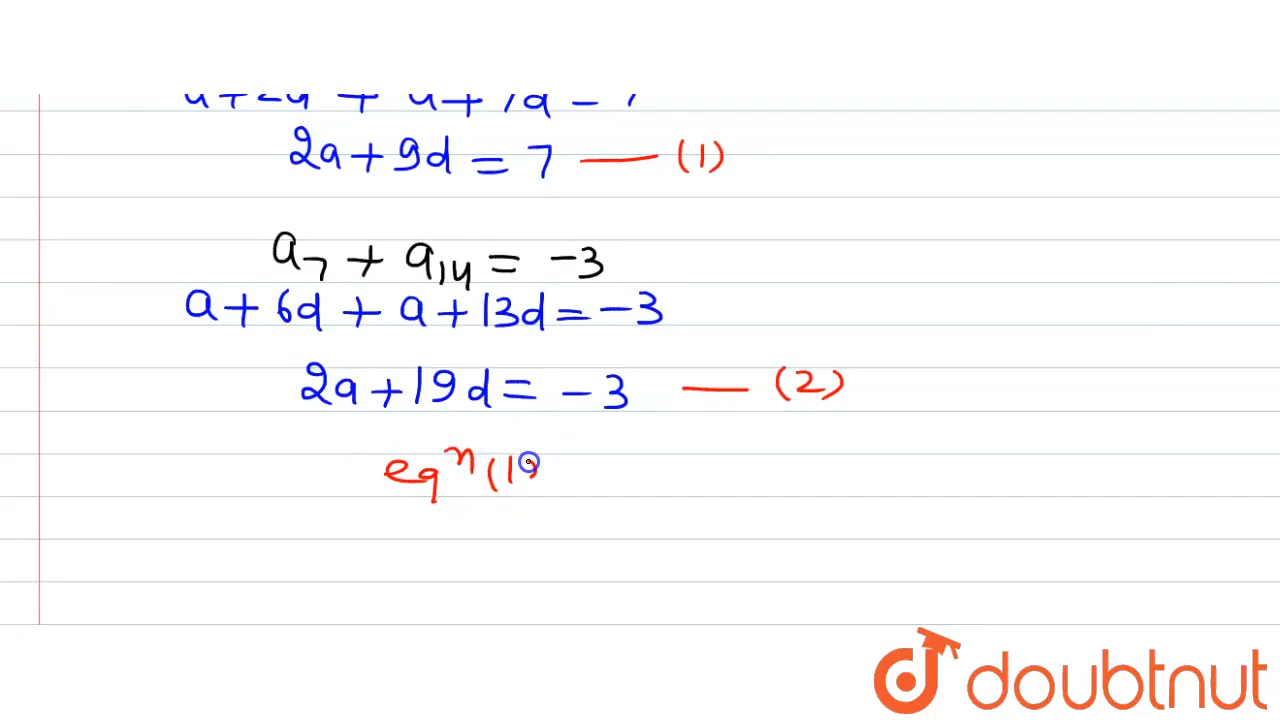 2a + 9d = 7 — (1)
a₇ + a₁₄ = -3
a + 6d + a + 13d = -3
2a + 19d = -3 — (2)
eqⁿ (1)
doubtnut